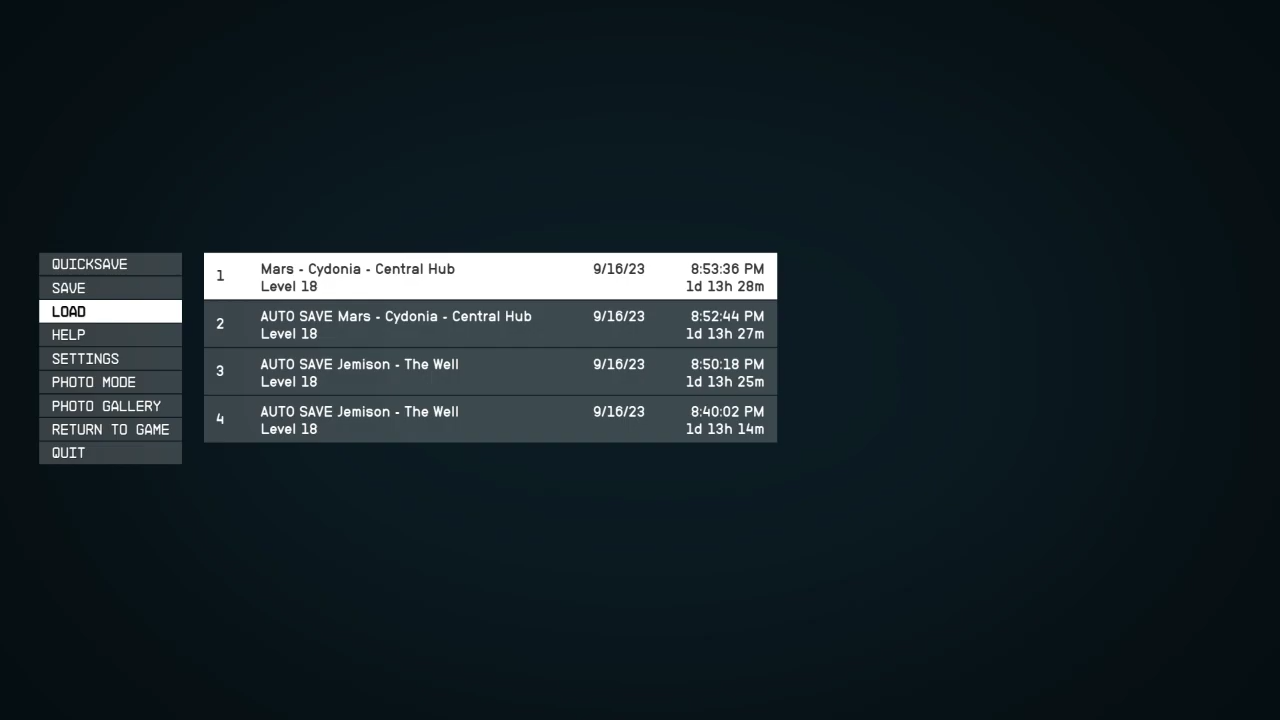 QUICKSAVE
SAVE
LOAD
HELP
SETTINGS
PHOTO MODE
PHOTO GALLERY
RETURN TO GAME
QUIT
1 Mars - Cydonia - Central Hub 9/16/23 8:53:36 PM
Level 18 1d 13h 28m
2 AUTO SAVE Mars - Cydonia - Central Hub 9/16/23 8:52:44 PM
Level 18 1d 13h 27m
3 AUTO SAVE Jemison - The Well 9/16/23 8:50:18 PM
Level 18 1d 13h 25m
4 AUTO SAVE Jemison - The Well 9/16/23 8:40:02 PM
Level 18 1d 13h 14m